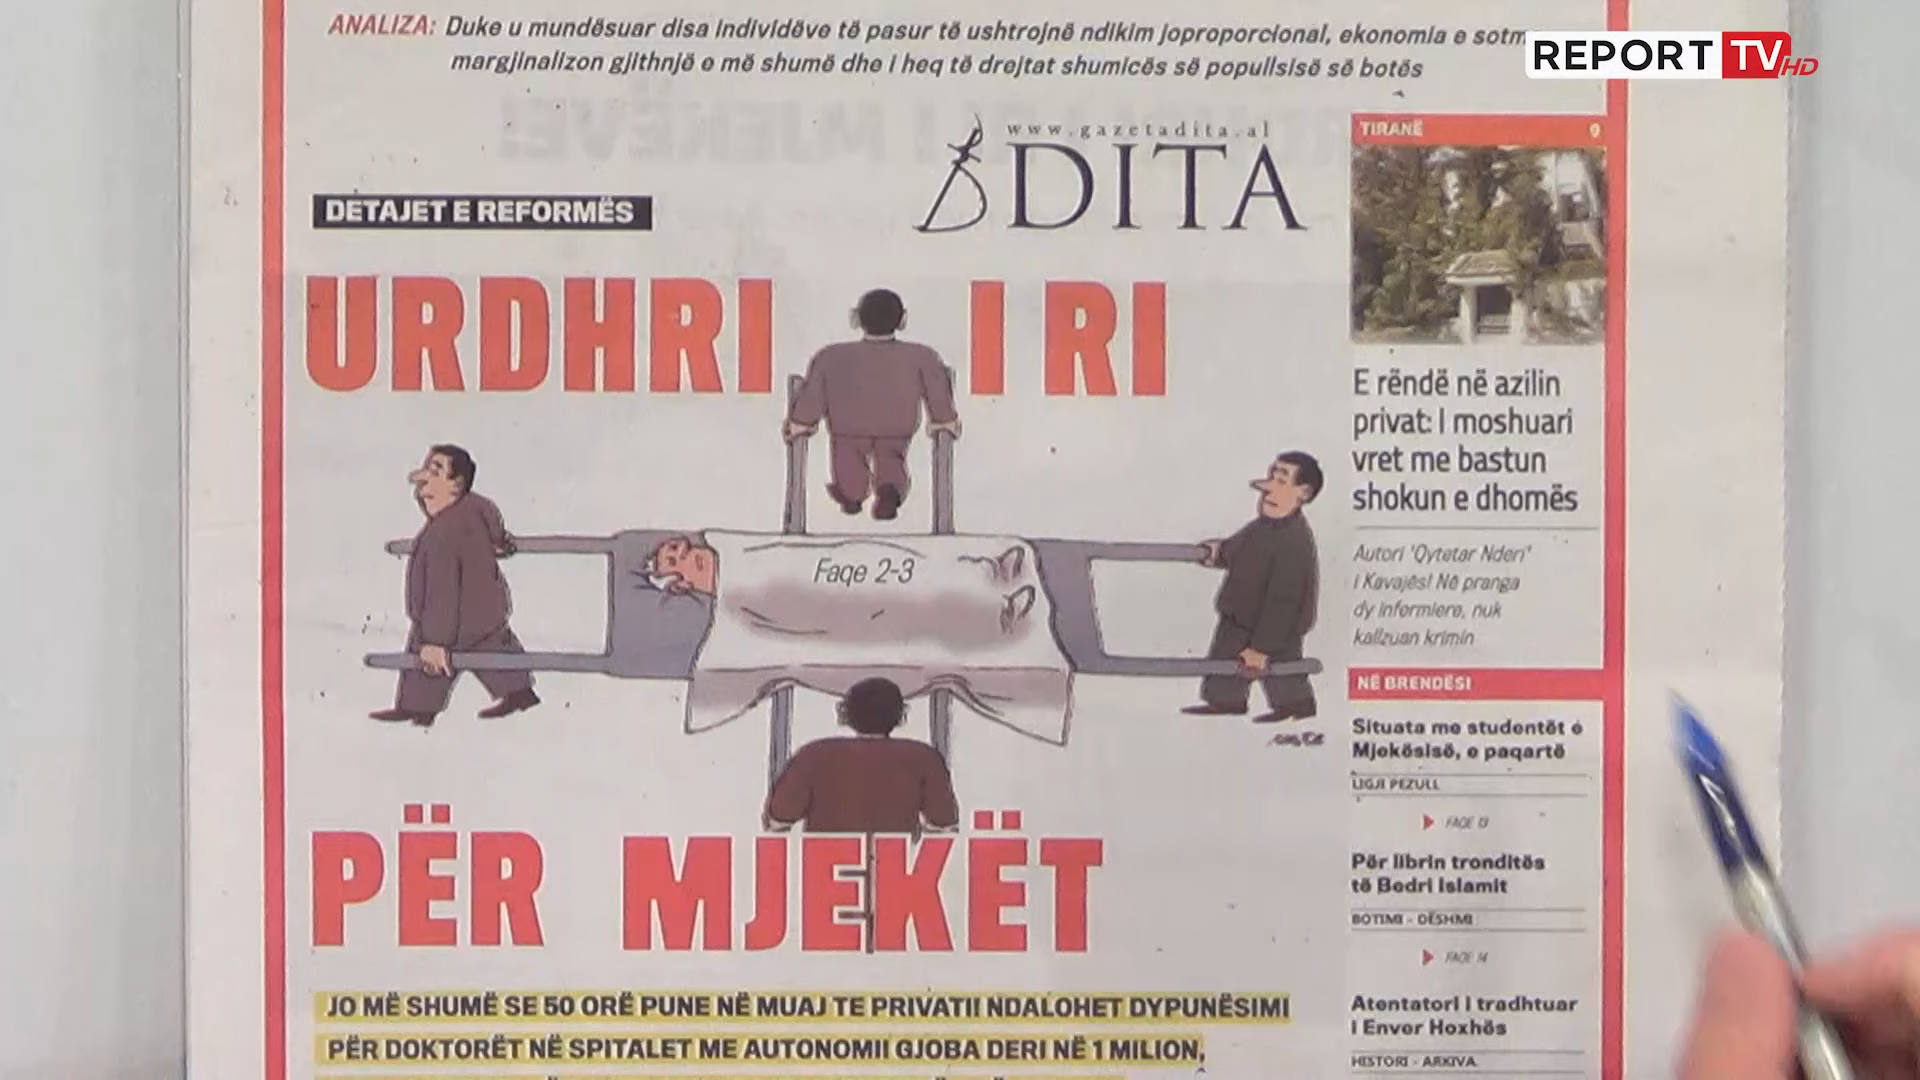 ANALIZA: Duke u mundësuar disa individëve të pasur të ushtrojnë ndikim joproporcional, ekonomia e sotm
margjinalizon gjithnjë e më shumë dhe i heq të drejtat shumicës së popullsisë së botës
REPORT TV HD
www.gazetadita.al
DITA
DETAJET E REFORMËS
URDHRI I RI
Faqe 2-3
PËR MJEKËT
JO MË SHUMË SE 50 ORË PUNE NË MUAJ TE PRIVATI! NDALOHET DYPUNËSIMI
PËR DOKTORËT NË SPITALET ME AUTONOMI! GJOBA DERI NË 1 MILION,
TIRANË 9
E rëndë në azilin
privat: I moshuari
vret me bastun
shokun e dhomës
Autori 'Qytetar Nderi'
i Kavajës! Në pranga
dy infermiere, nuk
kallzuan krimin
NË BRENDËSI
Situata me studentët e
Mjekësisë, e paqartë
LIGJI PEZULL
FAQE 13
Për librin tronditës
të Bedri Islamit
BOTIMI - DËSHMI
FAQE 14
Atentatori i tradhtuar
i Enver Hoxhës
HISTORI - ARKIVA